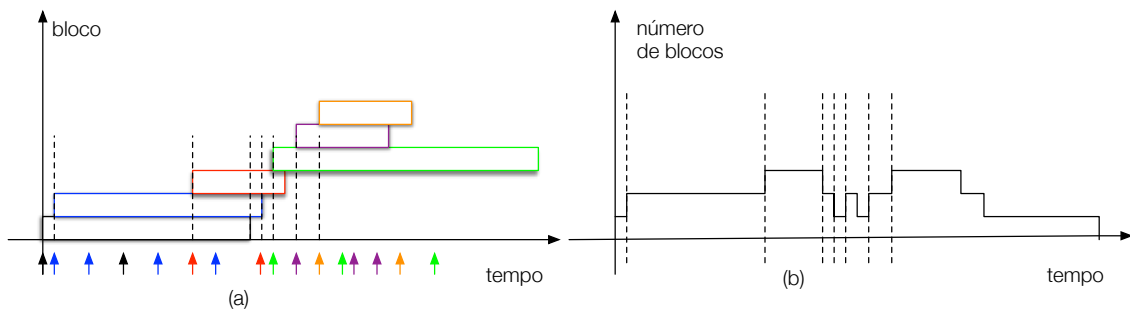 bloco
tempo
(a)
número
de blocos
tempo
(b)